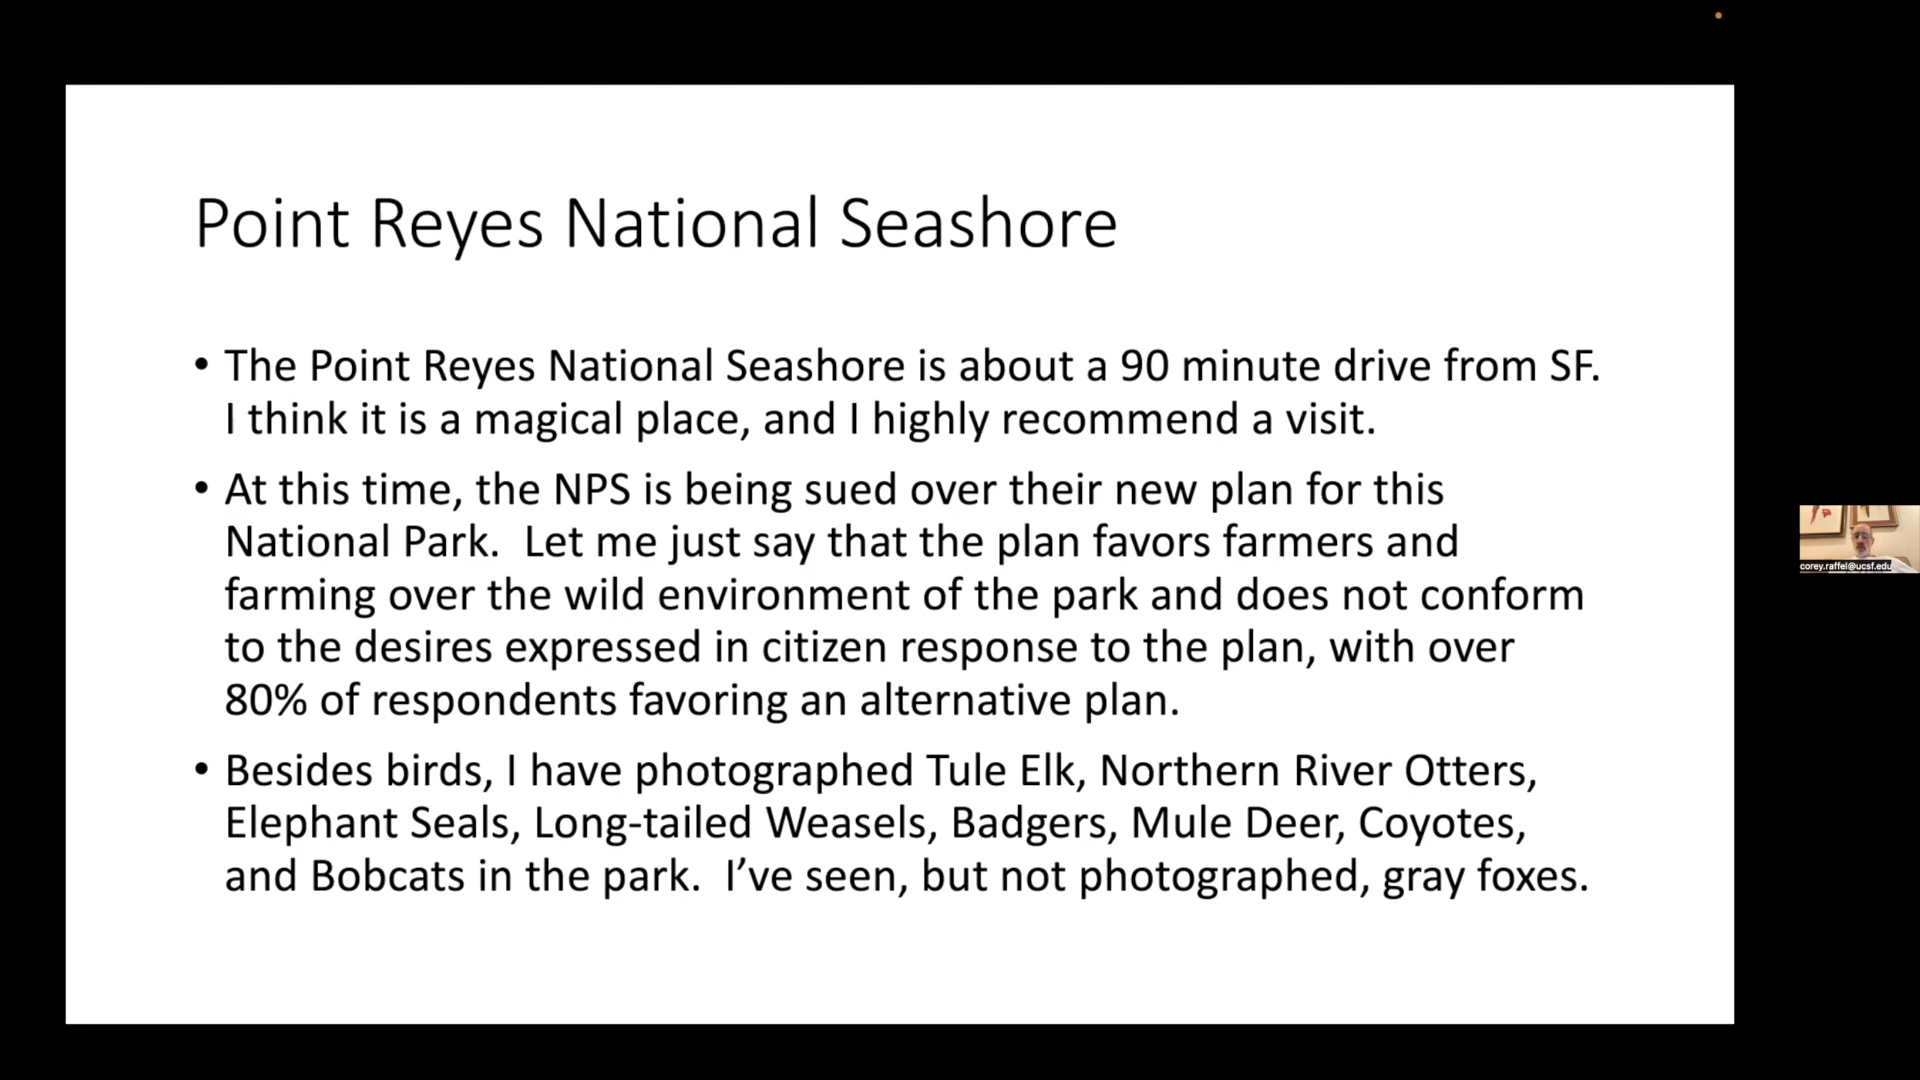 Point Reyes National Seashore
• The Point Reyes National Seashore is about a 90 minute drive from SF.
I think it is a magical place, and I highly recommend a visit.
• At this time, the NPS is being sued over their new plan for this
National Park.  Let me just say that the plan favors farmers and
farming over the wild environment of the park and does not conform
to the desires expressed in citizen response to the plan, with over
80% of respondents favoring an alternative plan.
• Besides birds, I have photographed Tule Elk, Northern River Otters,
Elephant Seals, Long-tailed Weasels, Badgers, Mule Deer, Coyotes,
and Bobcats in the park.  I’ve seen, but not photographed, gray foxes.
corey.raffel@ucsf.edu